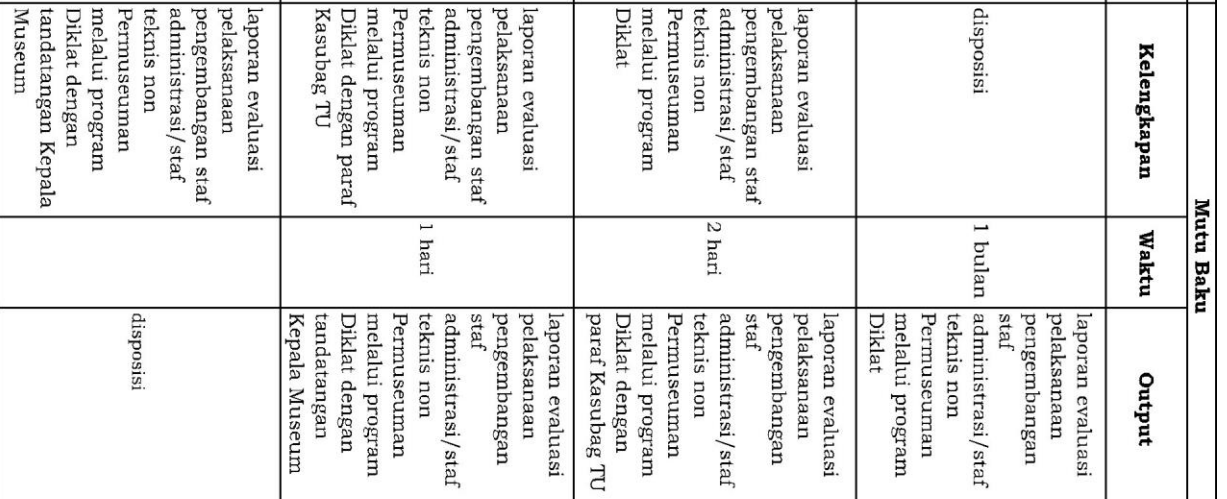 Mutu Baku
Kelengkapan
Waktu
Output
disposisi
1 bulan
laporan evaluasi
pelaksanaan
pengembangan
staf
administrasi/staf
teknis non
Permuseuman
melalui program
Diklat
laporan evaluasi
pelaksanaan
pengembangan staf
administrasi/staf
teknis non
Permuseuman
melalui program
Diklat
2 hari
laporan evaluasi
pelaksanaan
pengembangan
staf
administrasi/staf
teknis non
Permuseuman
melalui program
Diklat dengan
paraf Kasubag TU
laporan evaluasi
pelaksanaan
pengembangan staf
administrasi/staf
teknis non
Permuseuman
melalui program
Diklat dengan paraf
Kasubag TU
1 hari
laporan evaluasi
pelaksanaan
pengembangan
staf
administrasi/staf
teknis non
Permuseuman
melalui program
Diklat dengan
tandatangan
Kepala Museum
laporan evaluasi
pelaksanaan
pengembangan staf
administrasi/staf
teknis non
Permuseuman
melalui program
Diklat dengan
tandatangan Kepala
Museum
disposisi